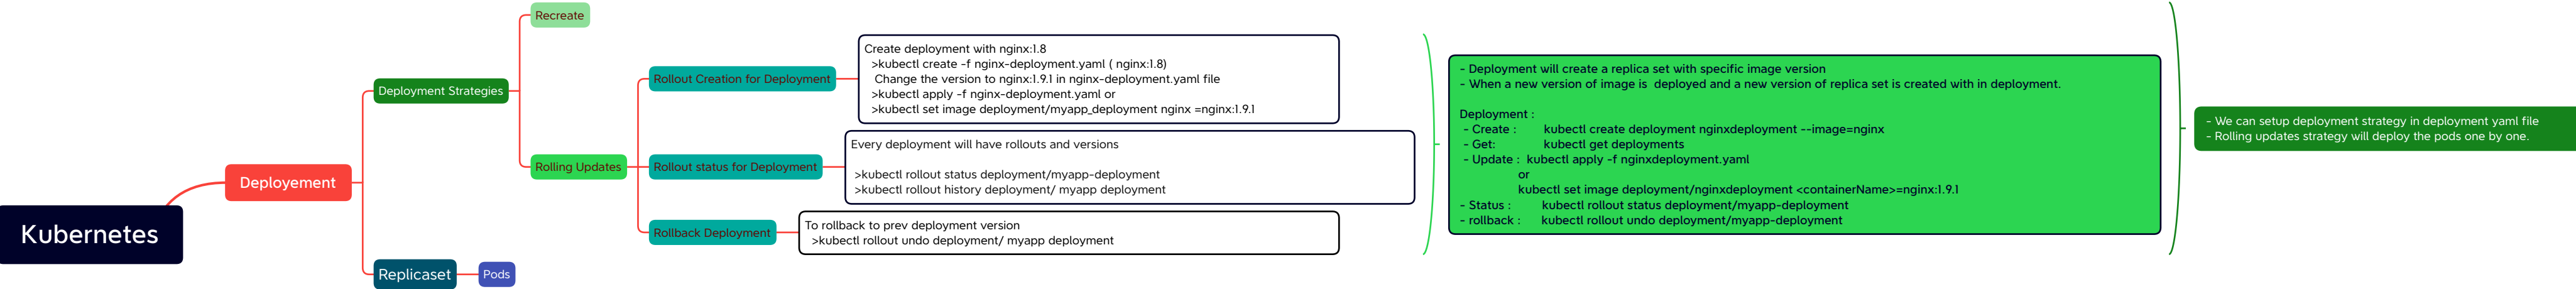 Kubernetes
Deployement
Deployment Strategies
Recreate
Rolling Updates
Rollout Creation for Deployment
Create deployment with nginx:1.8
>kubectl create -f nginx-deployment.yaml ( nginx:1.8)
Change the version to nginx:1.9.1 in nginx-deployment.yaml file
>kubectl apply -f nginx-deployment.yaml or
>kubectl set image deployment/myapp_deployment nginx =nginx:1.9.1
Rollout status for Deployment
Every deployment will have rollouts and versions
>kubectl rollout status deployment/myapp-deployment
>kubectl rollout history deployment/ myapp deployment
Rollback Deployment
To rollback to prev deployment version
>kubectl rollout undo deployment/ myapp deployment
- Deployment will create a replica set with specific image version
- When a new version of image is  deployed and a new version of replica set is created with in deployment.
Deployment :
- Create :        kubectl create deployment nginxdeployment --image=nginx
- Get:              kubectl get deployments
- Update :  kubectl apply -f nginxdeployment.yaml
or
kubectl set image deployment/nginxdeployment <containerName>=nginx:1.9.1
- Status :         kubectl rollout status deployment/myapp-deployment
- rollback :      kubectl rollout undo deployment/myapp-deployment
- We can setup deployment strategy in deployment yaml file
- Rolling updates strategy will deploy the pods one by one.
Replicaset
Pods